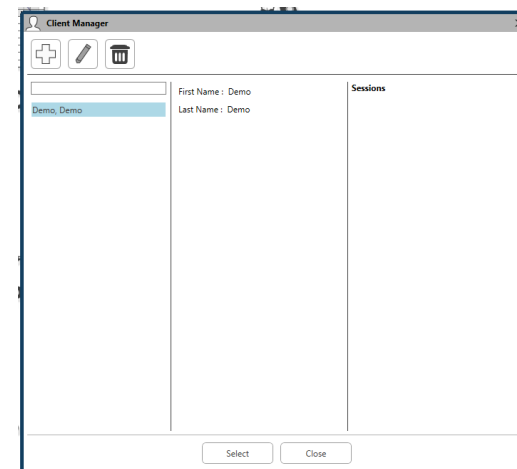 Client Manager
Demo, Demo
First Name : Demo
Last Name : Demo
Sessions
Select
Close